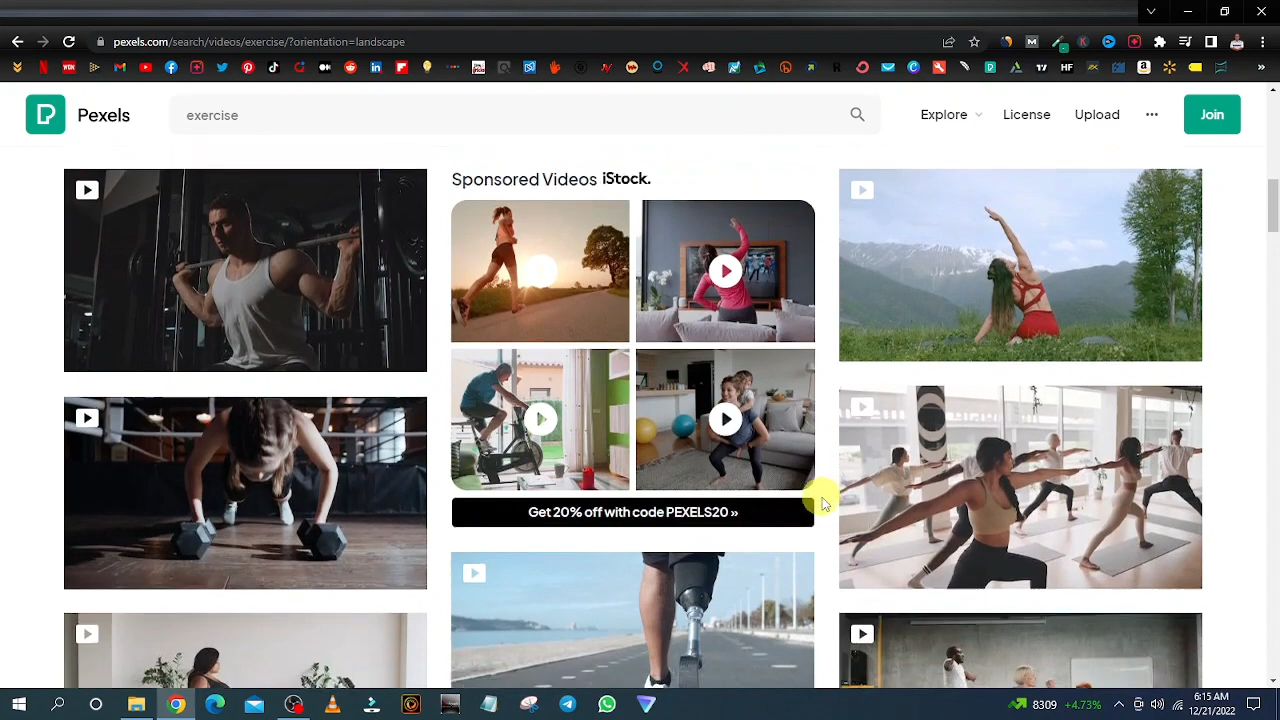 pexels.com/search/videos/exercise/?orientation=landscape
Pexels
exercise
Explore
License
Upload
Join
Sponsored Videos iStock.
Get 20% off with code PEXELS20 »
8309 +4.73%
6:15 AM
12/21/2022